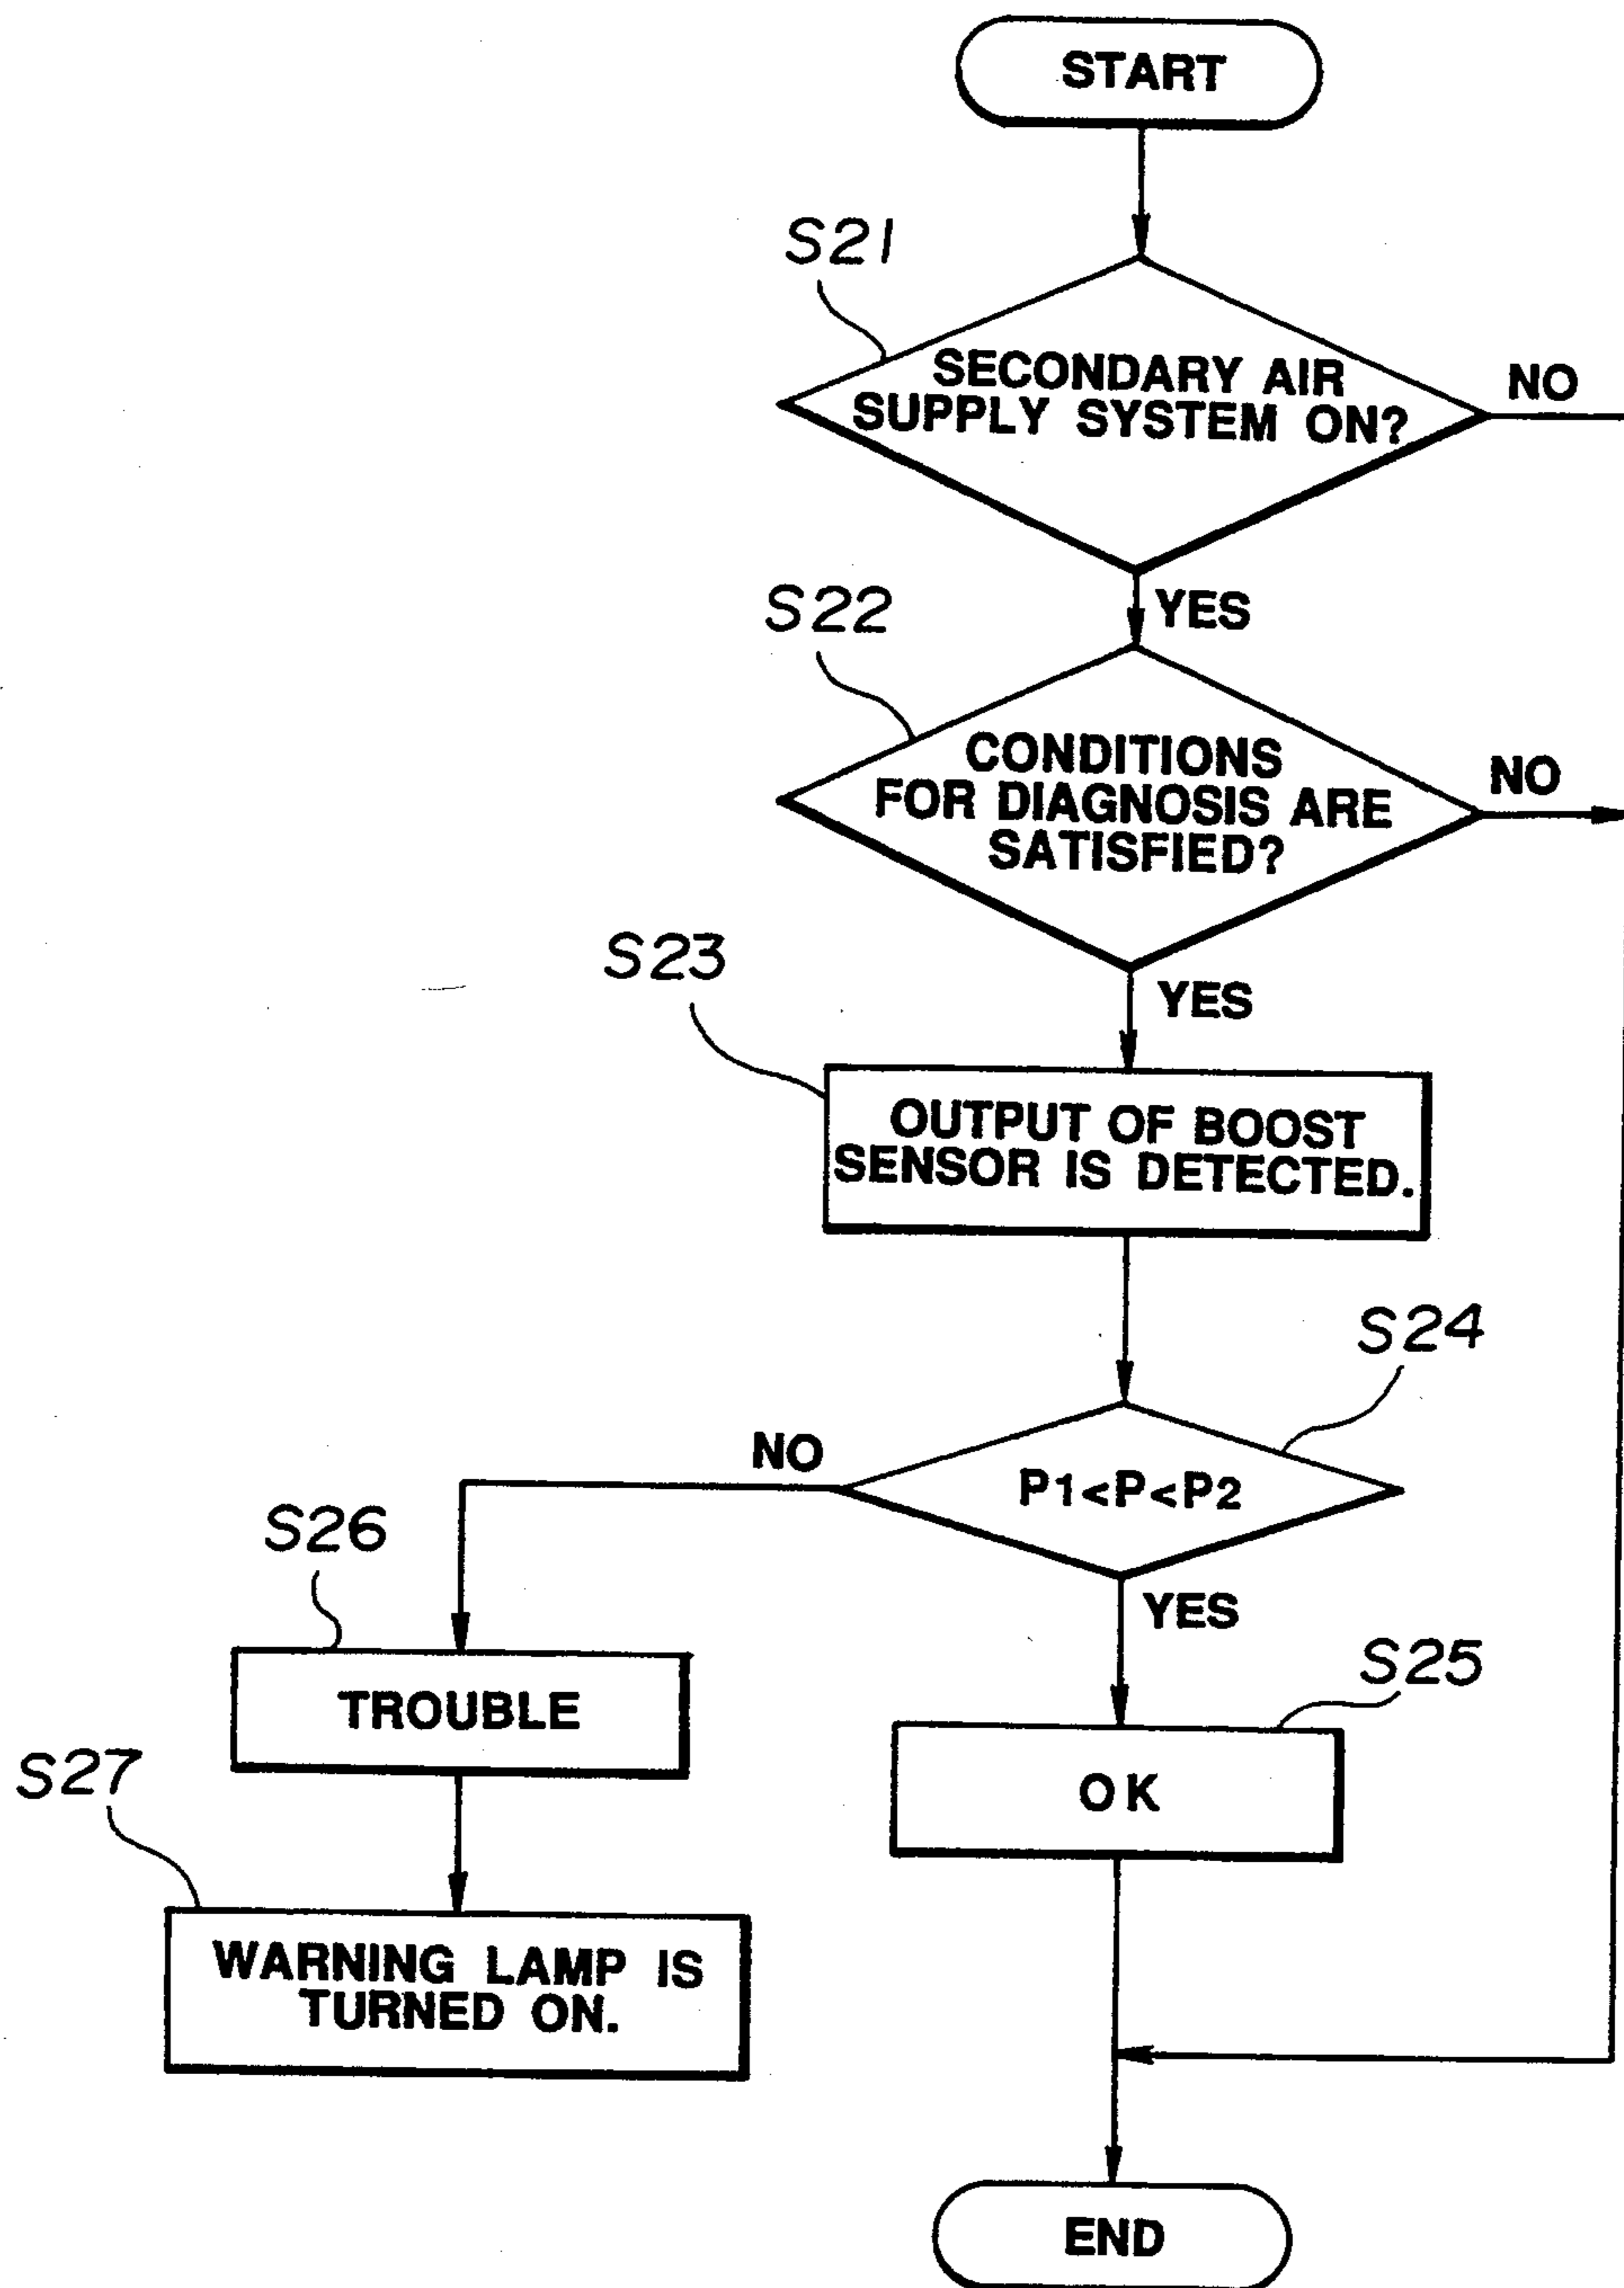 START
S21
SECONDARY AIR
SUPPLY SYSTEM ON?
NO
YES
S22
CONDITIONS
FOR DIAGNOSIS ARE
SATISFIED?
NO
YES
S23
OUTPUT OF BOOST
SENSOR IS DETECTED.
S24
P1<P<P2
NO
YES
S26
TROUBLE
S25
OK
S27
WARNING LAMP IS
TURNED ON.
END